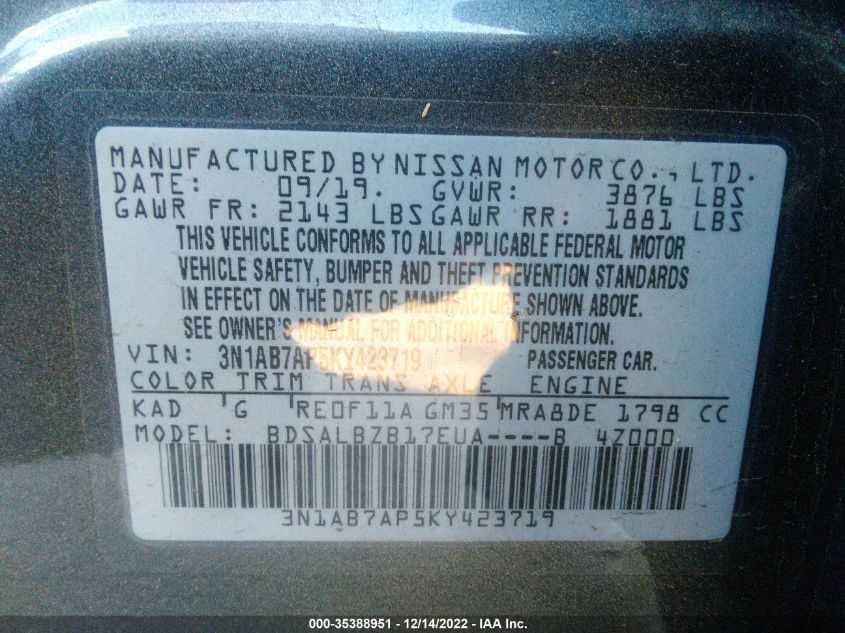 MANUFACTURED BY NISSAN MOTOR CO., LTD.
DATE: 09/19. GVWR: 3876 LBS
GAWR FR: 2143 LBS GAWR RR: 1881 LBS
THIS VEHICLE CONFORMS TO ALL APPLICABLE FEDERAL MOTOR
VEHICLE SAFETY, BUMPER AND THEFT PREVENTION STANDARDS
IN EFFECT ON THE DATE OF MANUFACTURE SHOWN ABOVE.
SEE OWNER'S MANUAL FOR ADDITIONAL INFORMATION.
VIN: 3N1AB7AP5KY423719 PASSENGER CAR.
COLOR TRIM TRANS AXLE ENGINE
KAD G RE0F11A GM35 MRA8DE 1798 CC
MODEL: BDSALBZB17EUA----B 4Z000
3N1AB7AP5KY423719
000-35388951 - 12/14/2022 - IAA Inc.